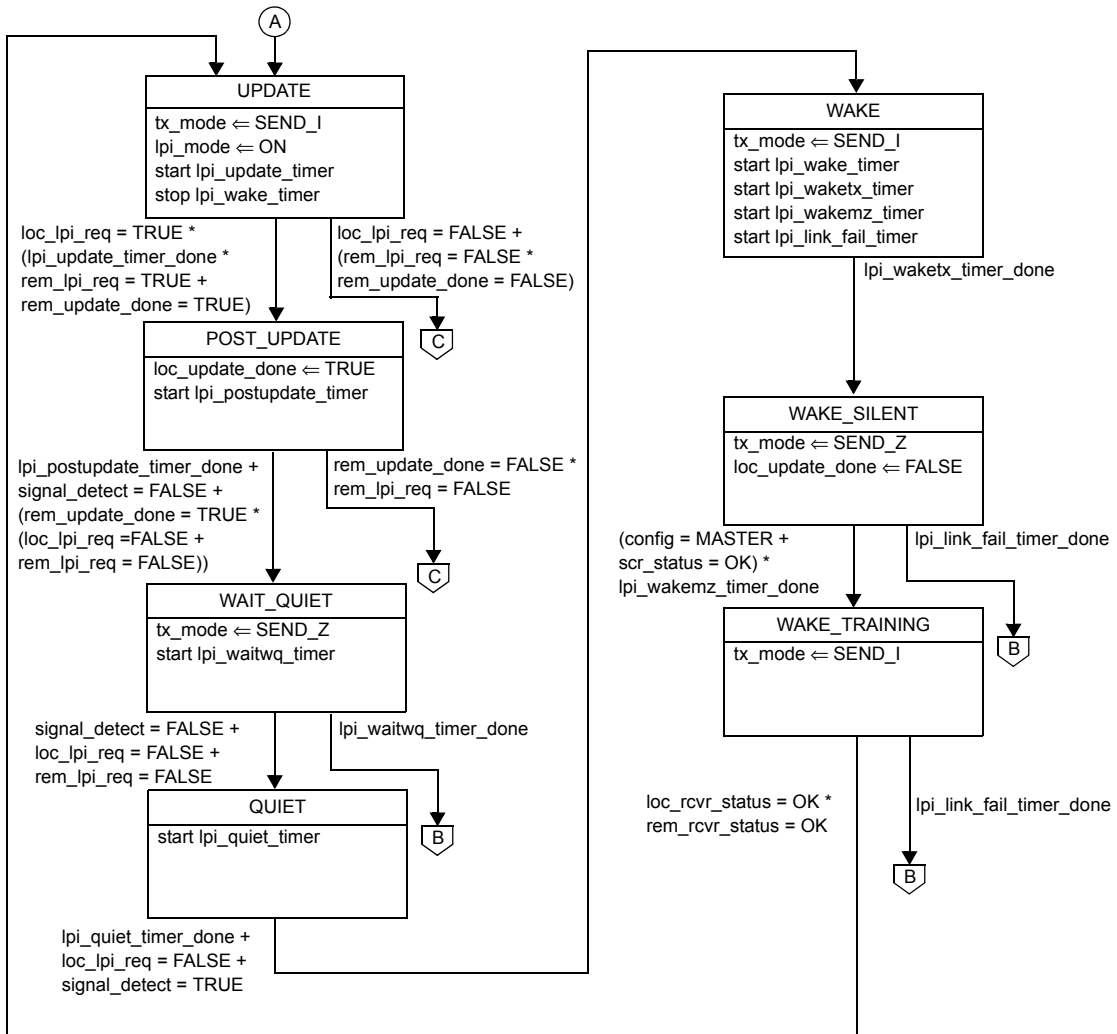 A
UPDATE
tx_mode ⇐ SEND_I
lpi_mode ⇐ ON
start lpi_update_timer
stop lpi_wake_timer
loc_lpi_req = TRUE *
(lpi_update_timer_done *
rem_lpi_req = TRUE +
rem_update_done = TRUE)
loc_lpi_req = FALSE +
(rem_lpi_req = FALSE *
rem_update_done = FALSE)
C
POST_UPDATE
loc_update_done ⇐ TRUE
start lpi_postupdate_timer
lpi_postupdate_timer_done +
signal_detect = FALSE +
(rem_update_done = TRUE *
(loc_lpi_req =FALSE +
rem_lpi_req = FALSE))
rem_update_done = FALSE *
rem_lpi_req = FALSE
C
WAIT_QUIET
tx_mode ⇐ SEND_Z
start lpi_waitwq_timer
signal_detect = FALSE +
loc_lpi_req = FALSE +
rem_lpi_req = FALSE
lpi_waitwq_timer_done
B
QUIET
start lpi_quiet_timer
lpi_quiet_timer_done +
loc_lpi_req = FALSE +
signal_detect = TRUE
WAKE
tx_mode ⇐ SEND_I
start lpi_wake_timer
start lpi_waketx_timer
start lpi_wakemz_timer
start lpi_link_fail_timer
lpi_waketx_timer_done
WAKE_SILENT
tx_mode ⇐ SEND_Z
loc_update_done ⇐ FALSE
(config = MASTER +
scr_status = OK) *
lpi_wakemz_timer_done
lpi_link_fail_timer_done
B
WAKE_TRAINING
tx_mode ⇐ SEND_I
loc_rcvr_status = OK *
rem_rcvr_status = OK
lpi_link_fail_timer_done
B